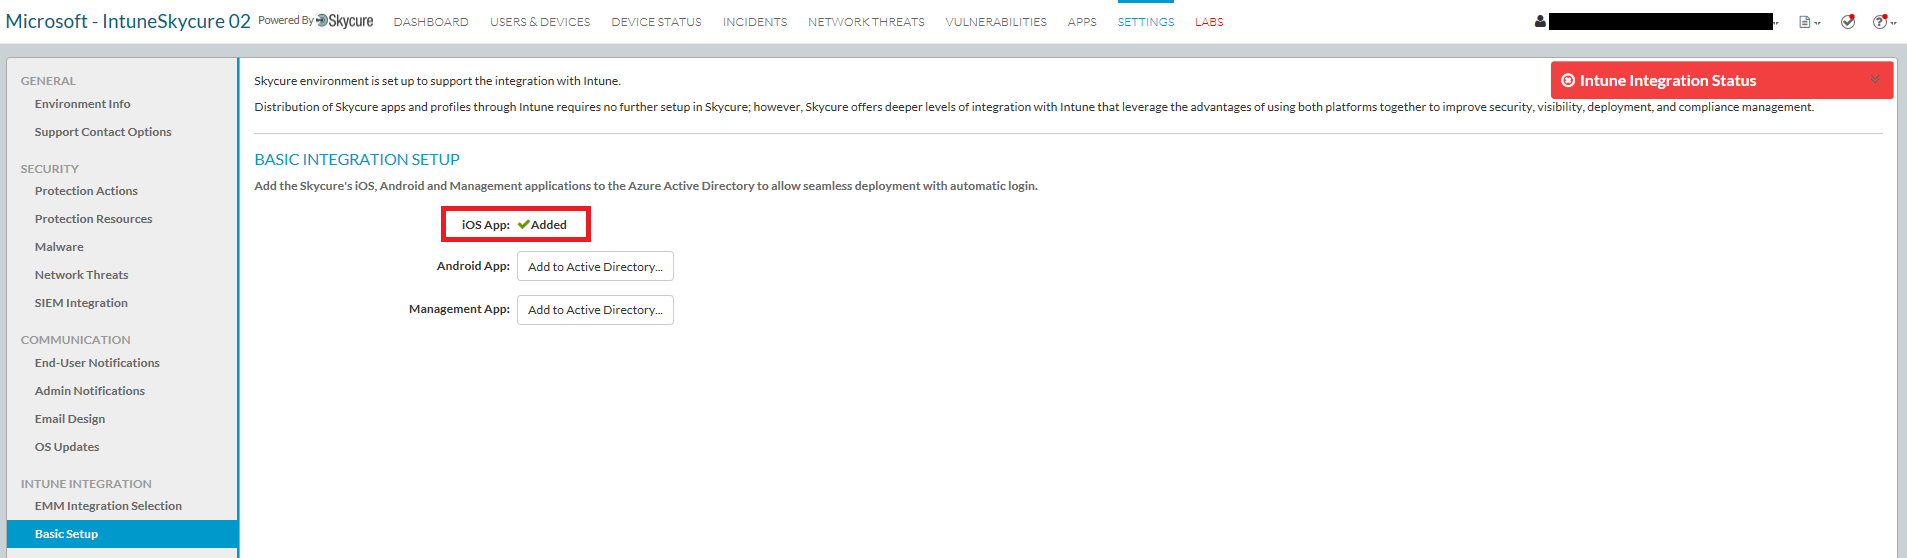 Microsoft - IntuneSkycure 02 Powered By Skycure DASHBOARD USERS & DEVICES DEVICE STATUS INCIDENTS NETWORK THREATS VULNERABILITIES APPS SETTINGS LABS
GENERAL
Environment Info
Support Contact Options
SECURITY
Protection Actions
Protection Resources
Malware
Network Threats
SIEM Integration
COMMUNICATION
End-User Notifications
Admin Notifications
Email Design
OS Updates
INTUNE INTEGRATION
EMM Integration Selection
Basic Setup
Skycure environment is set up to support the integration with Intune.
Intune Integration Status
Distribution of Skycure apps and profiles through Intune requires no further setup in Skycure; however, Skycure offers deeper levels of integration with Intune that leverage the advantages of using both platforms together to improve security, visibility, deployment, and compliance management.
BASIC INTEGRATION SETUP
Add the Skycure's iOS, Android and Management applications to the Azure Active Directory to allow seamless deployment with automatic login.
iOS App: Added
Android App: Add to Active Directory...
Management App: Add to Active Directory...